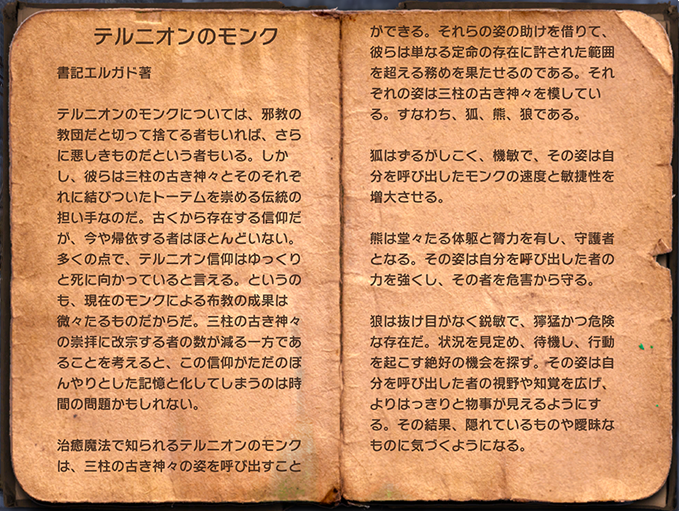 テルニオンのモンク
書記エルガド著
テルニオンのモンクについては、邪教の
教団だと切って捨てる者もいれば、さら
に悪しきものだという者もいる。しか
し、彼らは三柱の古き神々とそのそれぞ
れに結びついたトーテムを崇める伝統の
担い手なのだ。古くから存在する信仰だ
が、今や帰依する者はほとんどいない。
多くの点で、テルニオン信仰はゆっくり
と死に向かっていると言える。というの
も、現在のモンクによる布教の成果は
微々たるものだからだ。三柱の古き神々
の崇拝に改宗する者の数が減る一方であ
ることを考えると、この信仰がただのぼ
んやりとした記憶と化してしまうのは時
間の問題かもしれない。
治癒魔法で知られるテルニオンのモンク
は、三柱の古き神々の姿を呼び出すこと
ができる。それらの姿の助けを借りて、
彼らは単なる定命の存在に許された範囲
を超える務めを果たせるのである。それ
ぞれの姿は三柱の古き神々を模してい
る。すなわち、狐、熊、狼である。
狐はずるがしこく、機敏で、その姿は自
分を呼び出したモンクの速度と敏捷性を
増大させる。
熊は堂々たる体躯と膂力を有し、守護者
となる。その姿は自分を呼び出した者の
力を強くし、その者を危害から守る。
狼は抜け目がなく鋭敏で、獰猛かつ危険
な存在だ。状況を見定め、待機し、行動
を起こす絶好の機会を探す。その姿は自
分を呼び出した者の視野や知覚を広げ、
よりはっきりと物事が見えるようにす
る。その結果、隠れているものや曖昧な
ものに気づくようになる。